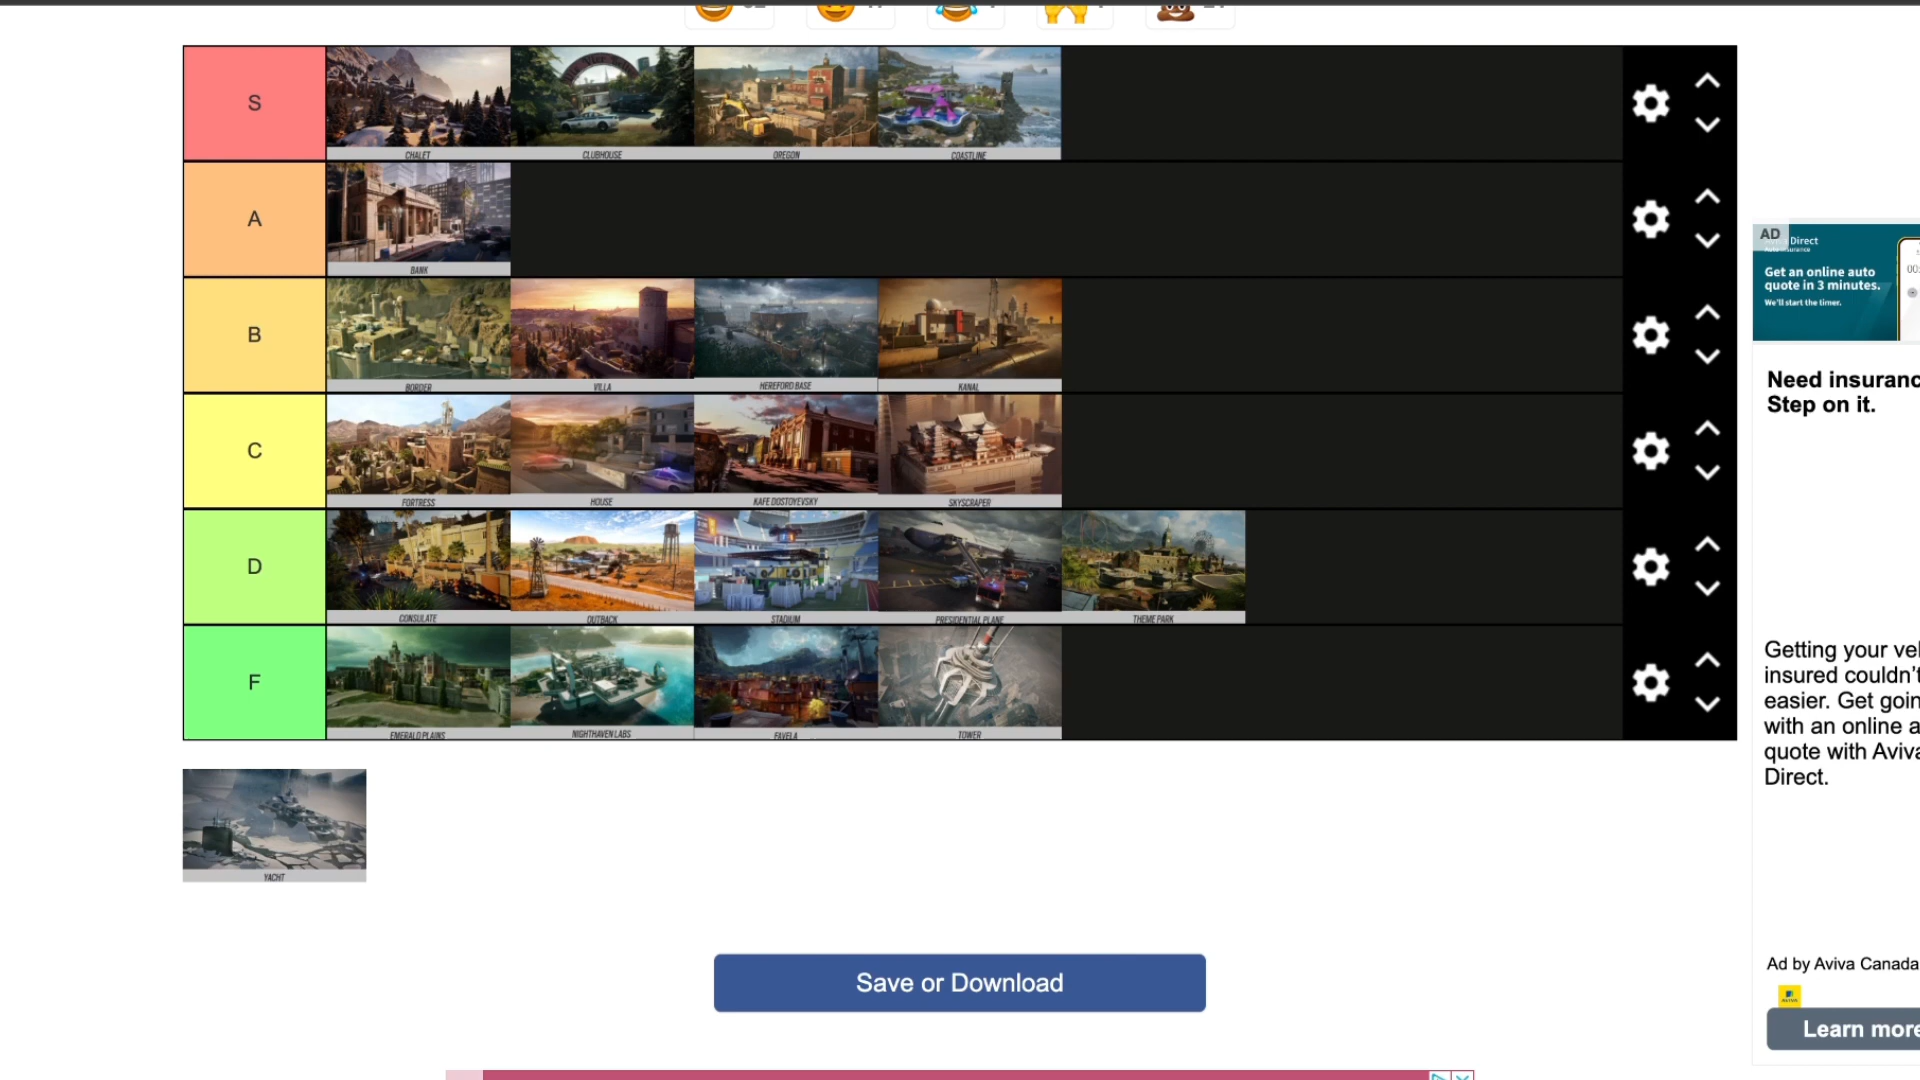 S
CHALET
CLUBHOUSE
OREGON
COASTLINE
A
BANK
B
BORDER
VILLA
HEREFORD BASE
KANAL
C
FORTRESS
HOUSE
KAFE DOSTOYEVSKY
SKYSCRAPER
D
CONSULATE
OUTBACK
STADIUM
PRESIDENTIAL PLANE
THEME PARK
F
EMERALD PLAINS
NIGHTHAVEN LABS
FAVELA
TOWER
YACHT
Save or Download
AD
Direct
Get an online auto
quote in 3 minutes.
We'll start the timer.
00:
Need insuranc
Step on it.
Getting your veh
insured couldn't
easier. Get goin
with an online a
quote with Aviva
Direct.
Ad by Aviva Canada
AVIVA
Learn more